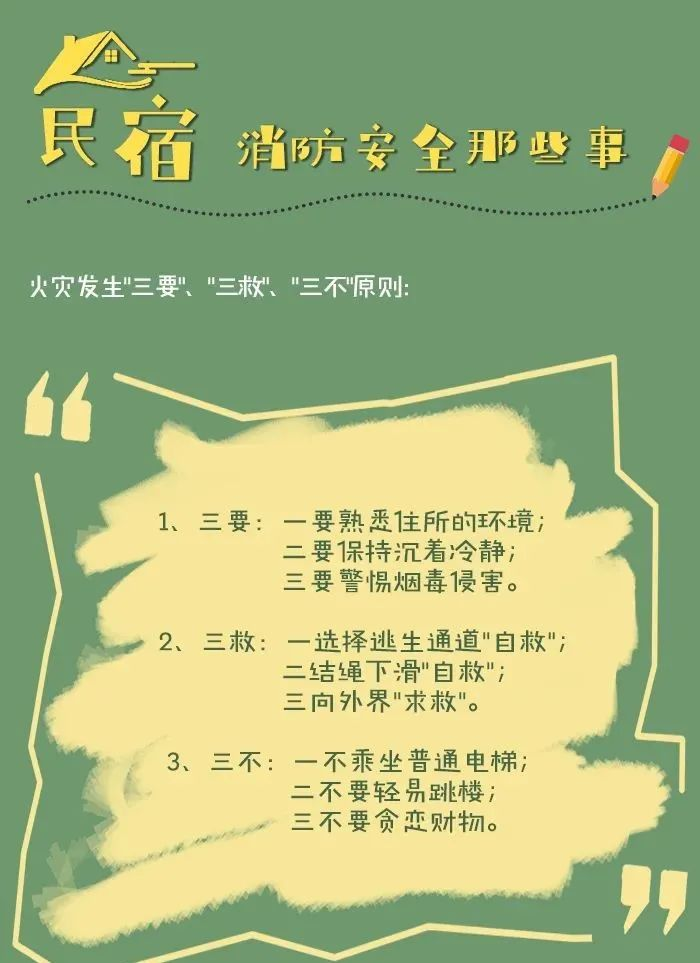 民宿 消防安全那些事
火灾发生"三要"、"三救"、"三不"原则:
1、三要：一要熟悉住所的环境；
二要保持沉着冷静；
三要警惕烟毒侵害。
2、三救：一选择逃生通道"自救"；
二结绳下滑"自救"；
三向外界"求救"。
3、三不：一不乘坐普通电梯；
二不要轻易跳楼；
三不要贪恋财物。